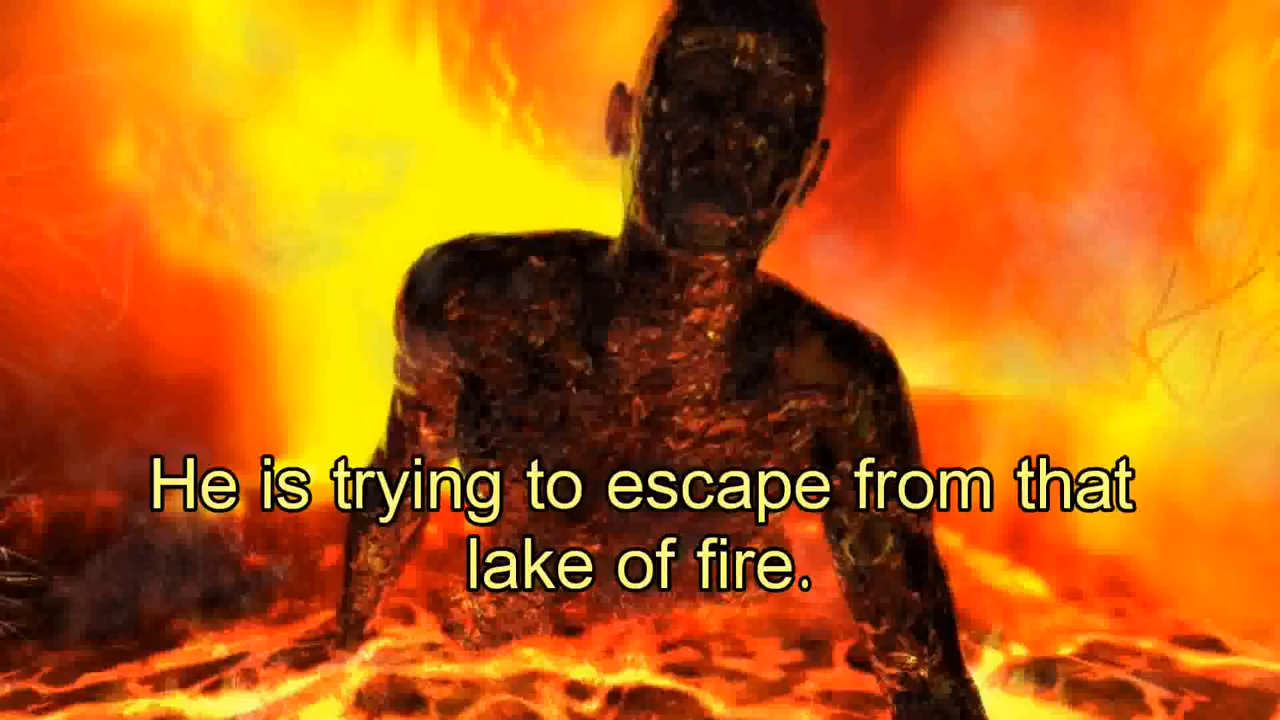 He is trying to escape from that
lake of fire.